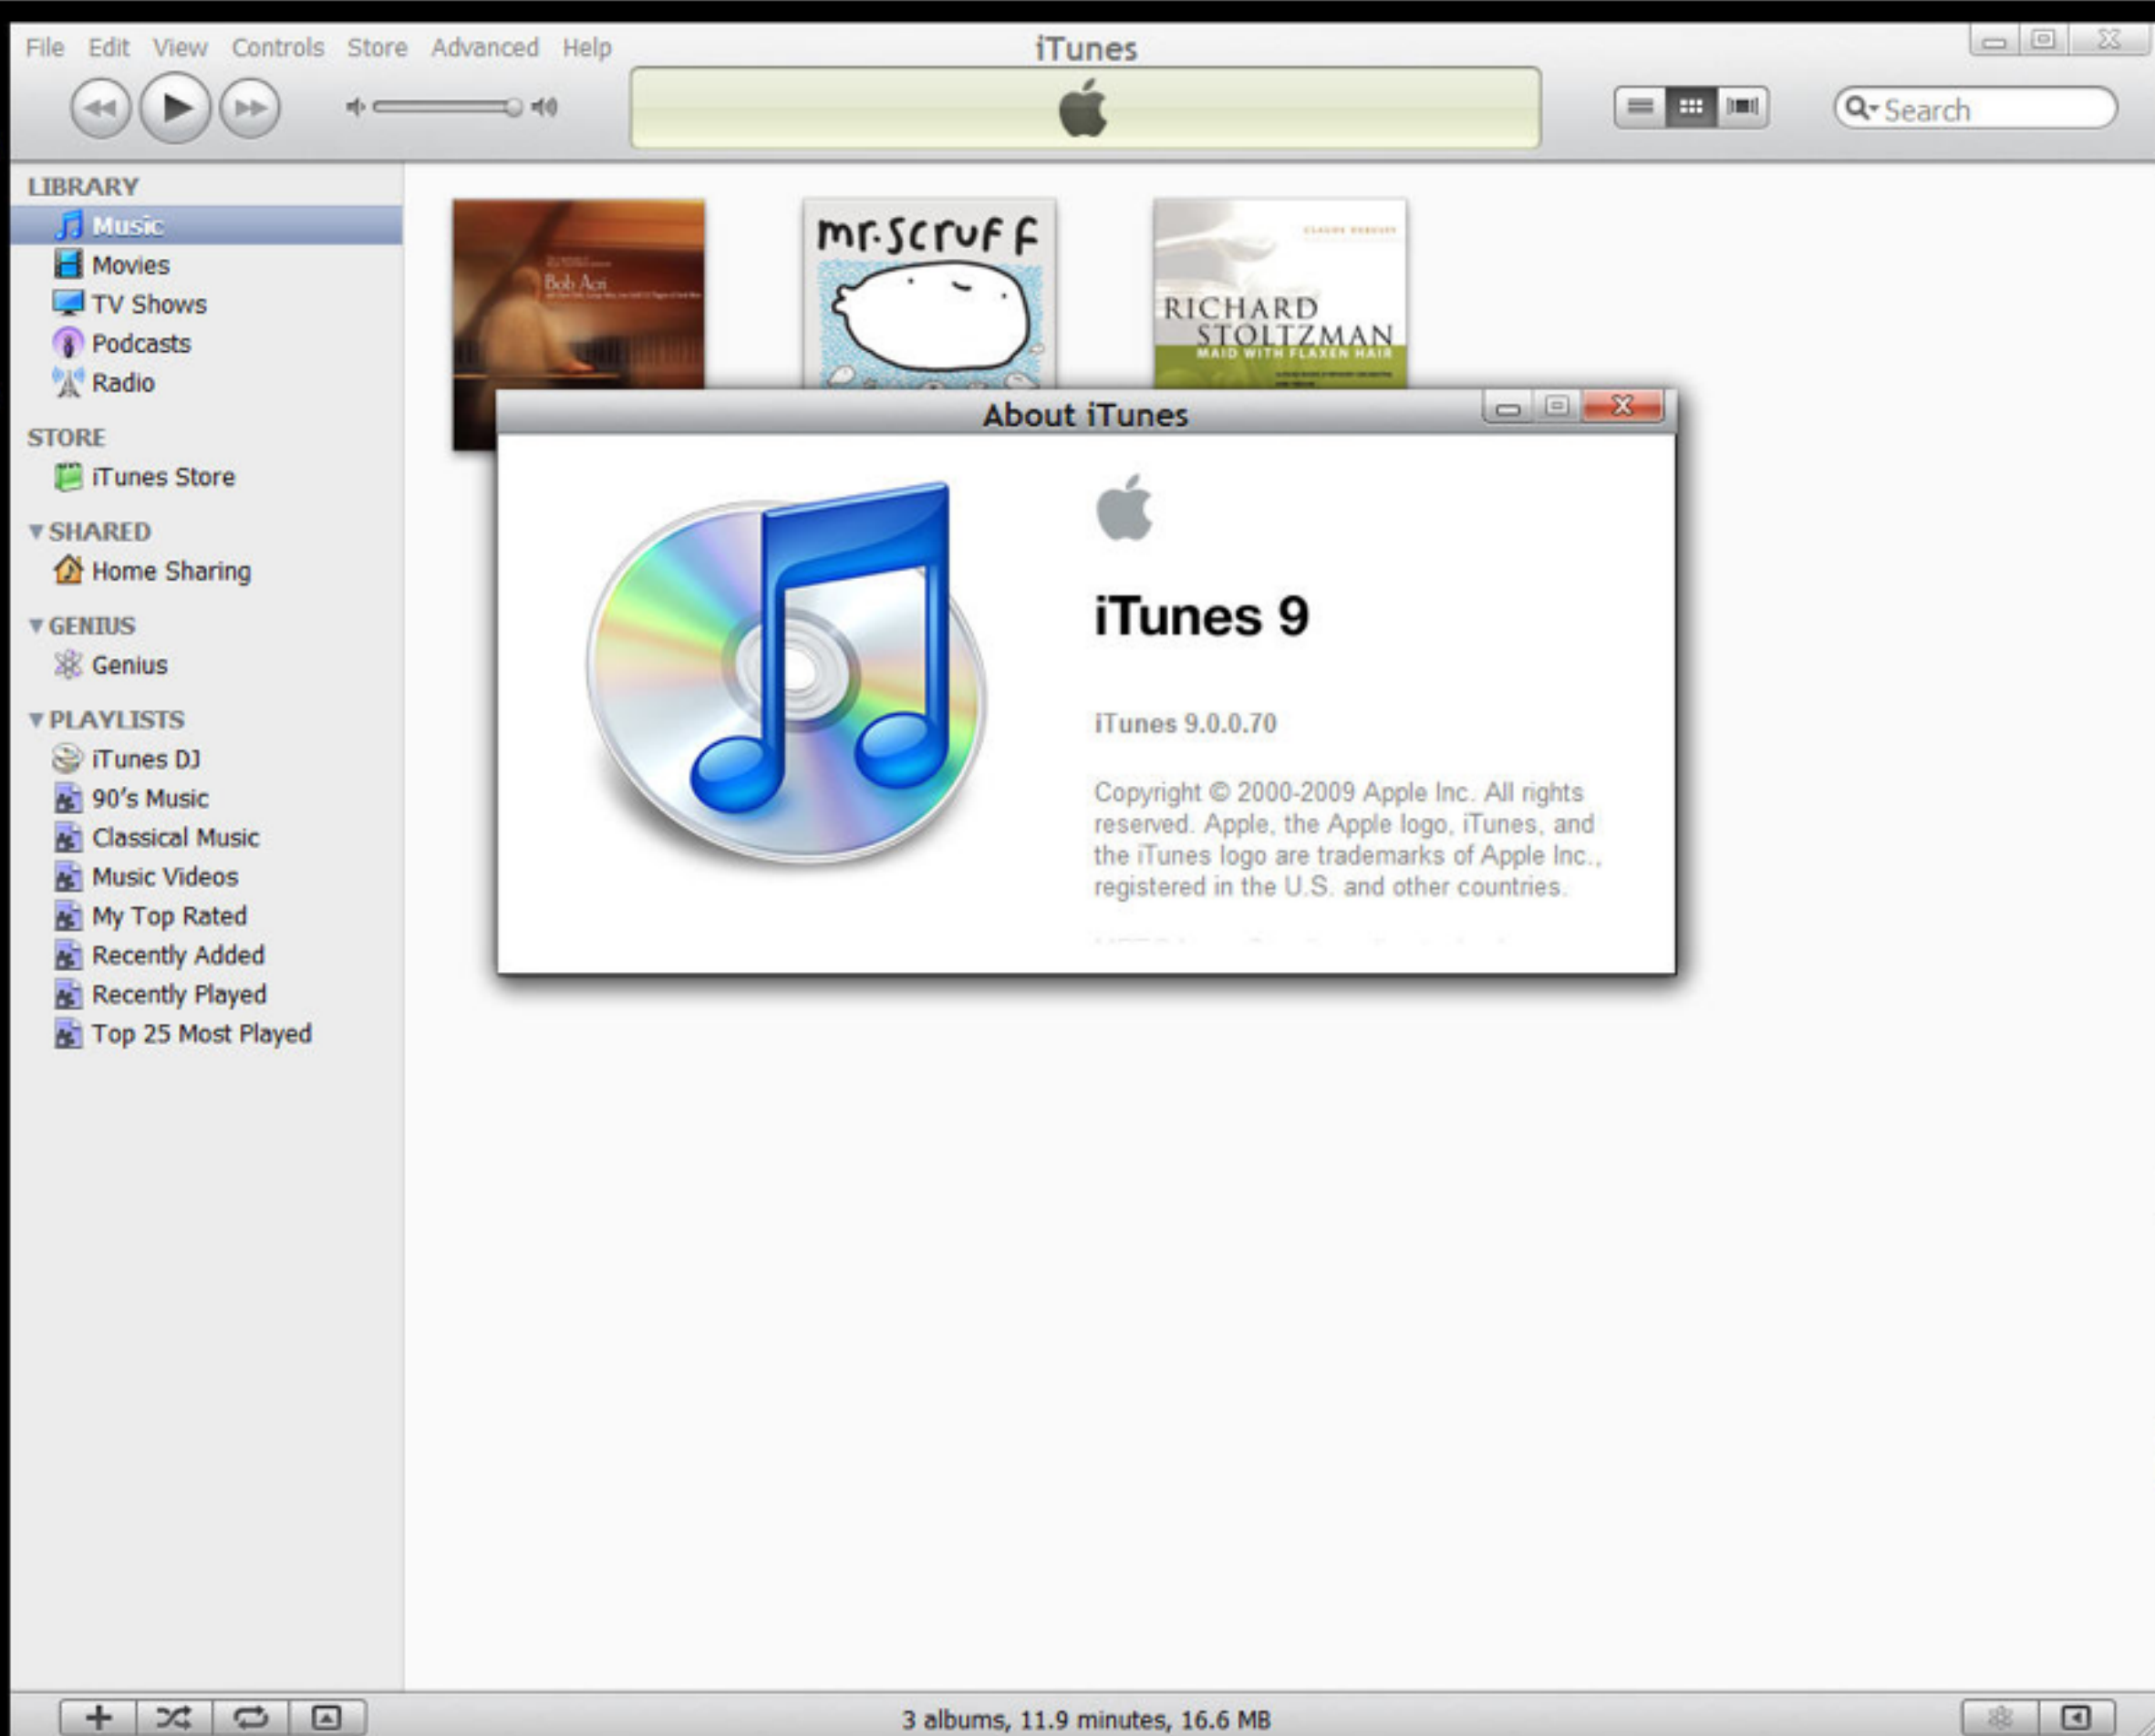 File Edit View Controls Store Advanced Help
iTunes
Search
LIBRARY
Music
Movies
TV Shows
Podcasts
Radio
STORE
iTunes Store
SHARED
Home Sharing
GENIUS
Genius
PLAYLISTS
iTunes DJ
90's Music
Classical Music
Music Videos
My Top Rated
Recently Added
Recently Played
Top 25 Most Played
Bob Acri
mr.scruff
CLAUDE DEBUSSY
RICHARD
STOLTZMAN
MAID WITH FLAXEN HAIR
About iTunes
iTunes 9
iTunes 9.0.0.70
Copyright © 2000-2009 Apple Inc. All rights
reserved. Apple, the Apple logo, iTunes, and
the iTunes logo are trademarks of Apple Inc.,
registered in the U.S. and other countries.
3 albums, 11.9 minutes, 16.6 MB